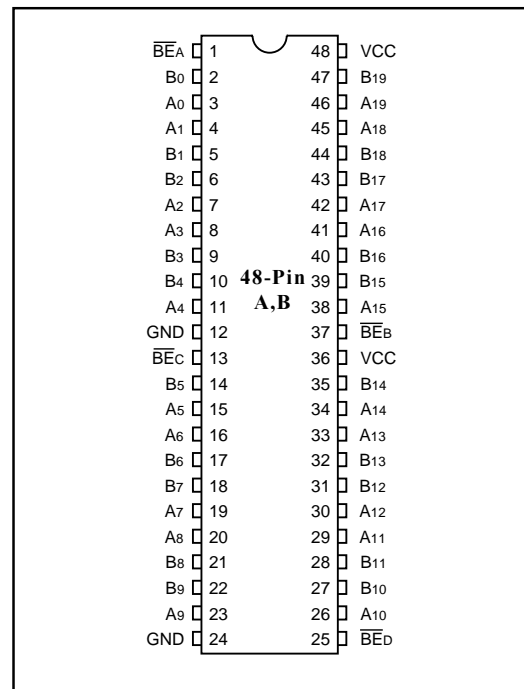 B̅E̅A 1 48 VCC
B0 2 47 B19
A0 3 46 A19
A1 4 45 A18
B1 5 44 B18
B2 6 43 B17
A2 7 42 A17
A3 8 41 A16
B3 9 40 B16
B4 10 48-Pin 39 B15
A4 11 A,B 38 A15
GND 12 37 B̅E̅B
B̅E̅C 13 36 VCC
B5 14 35 B14
A5 15 34 A14
A6 16 33 A13
B6 17 32 B13
B7 18 31 B12
A7 19 30 A12
A8 20 29 A11
B8 21 28 B11
B9 22 27 B10
A9 23 26 A10
GND 24 25 B̅E̅D